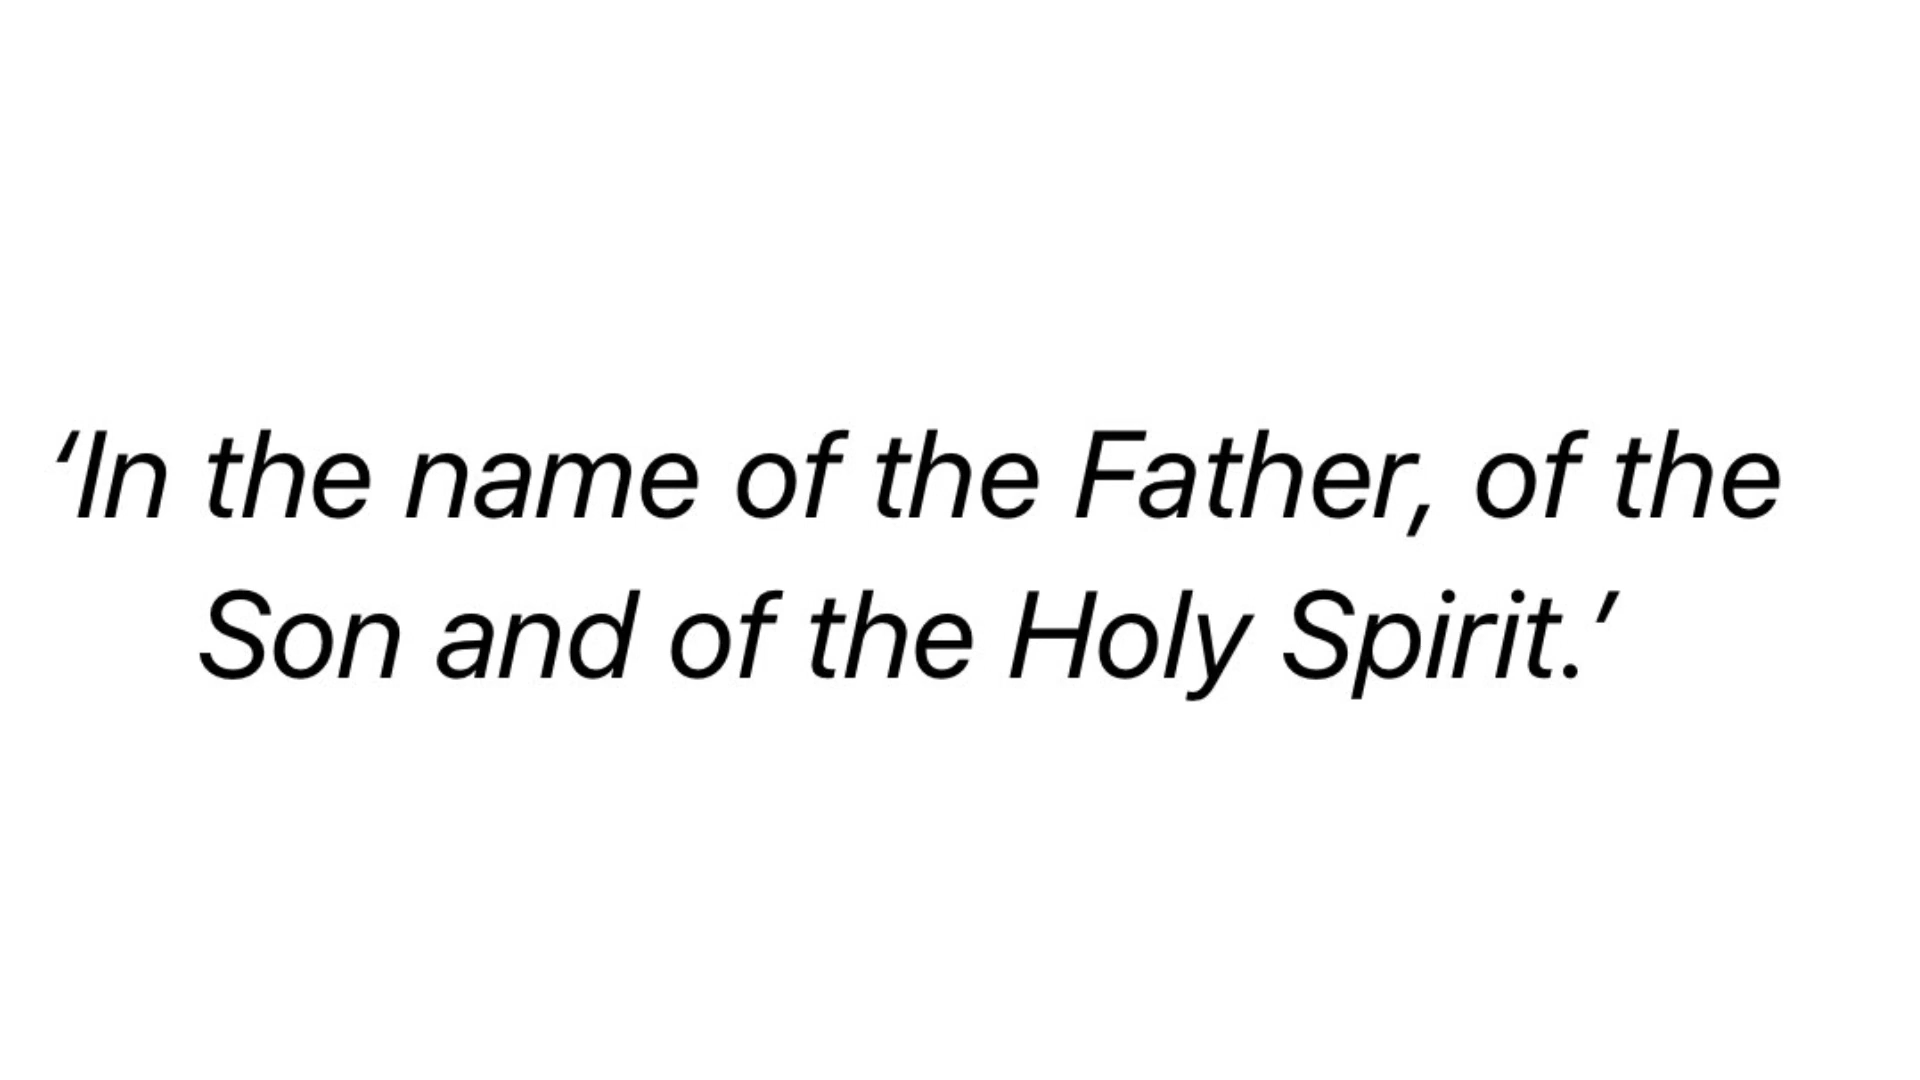 ‘In the name of the Father, of the
Son and of the Holy Spirit.’